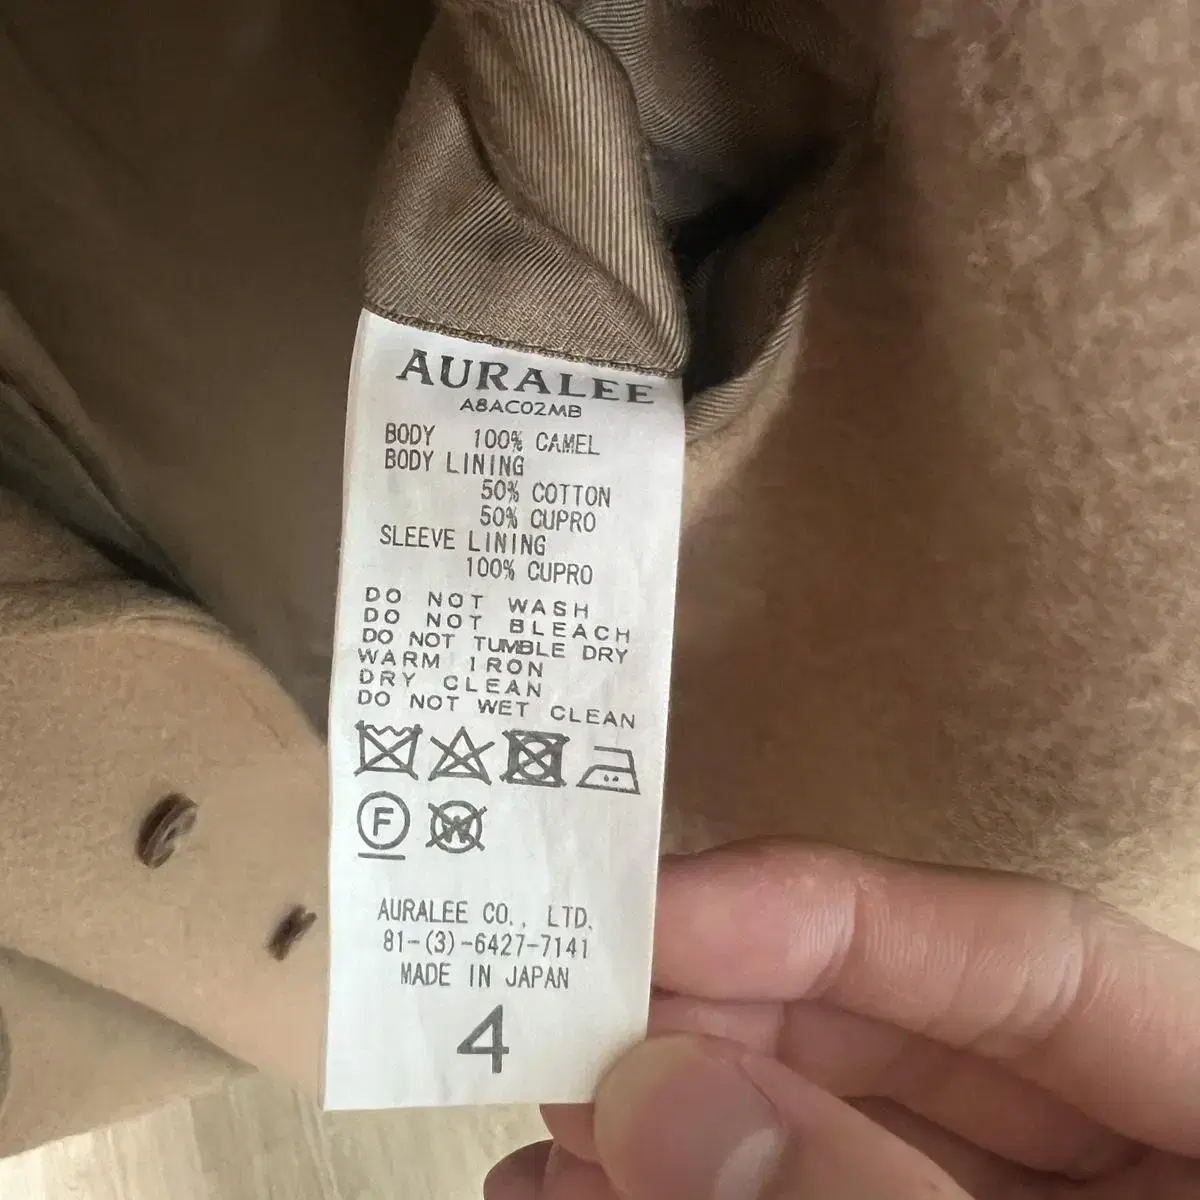 AURALEE
A8AC02MB
BODY 100% CAMEL
BODY LINING
50% COTTON
50% CUPRO
SLEEVE LINING
100% CUPRO
DO NOT WASH
DO NOT BLEACH
DO NOT TUMBLE DRY
WARM IRON
DRY CLEAN
DO NOT WET CLEAN
F W
AURALEE CO., LTD.
81-(3)-6427-7141
MADE IN JAPAN
4